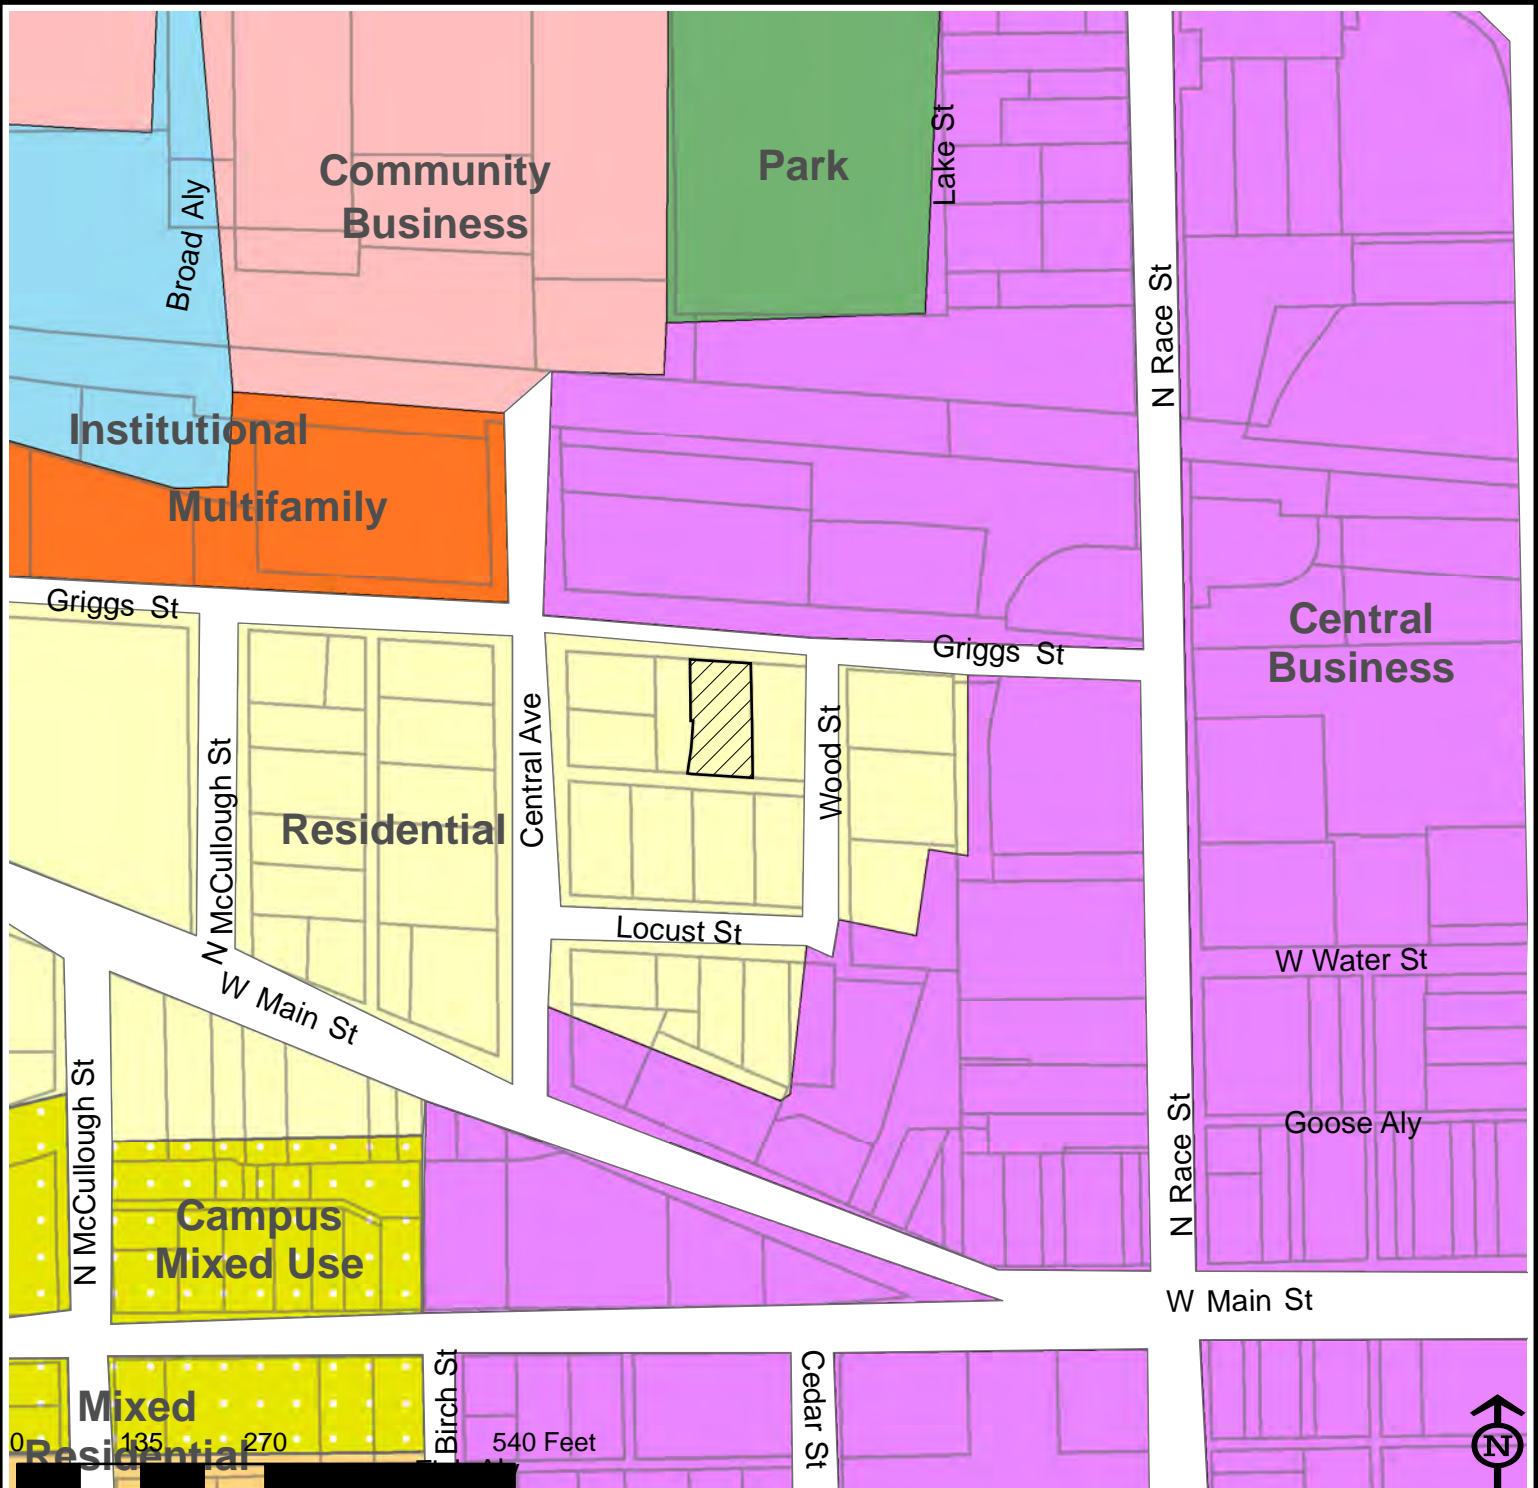 Community
Business
Park
Lake St
Broad Aly
N Race St
Institutional
Multifamily
Griggs St
Central
Business
Griggs St
Central Ave
Wood St
N McCullough St
Residential
Locust St
W Water St
W Main St
N McCullough St
Goose Aly
N Race St
Campus
Mixed Use
W Main St
Birch St
Cedar St
Mixed
Residential
0 135 270 540 Feet
N